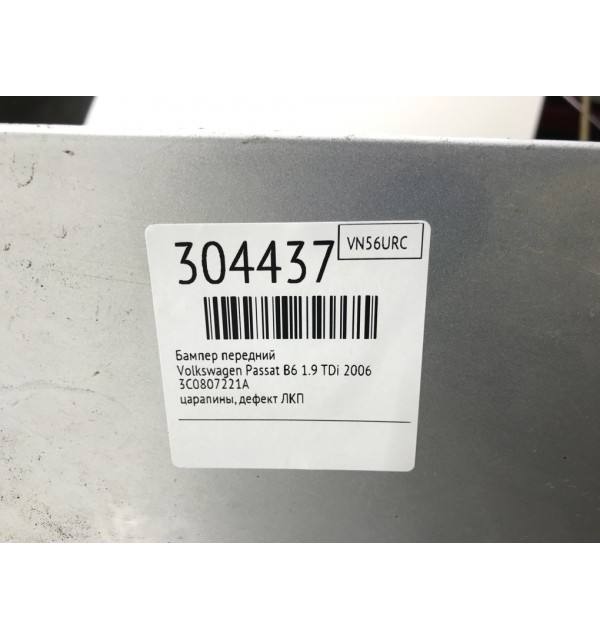 304437
VN56URC
Бампер передний
Volkswagen Passat B6 1.9 TDi 2006
3C0807221A
царапины, дефект ЛКП